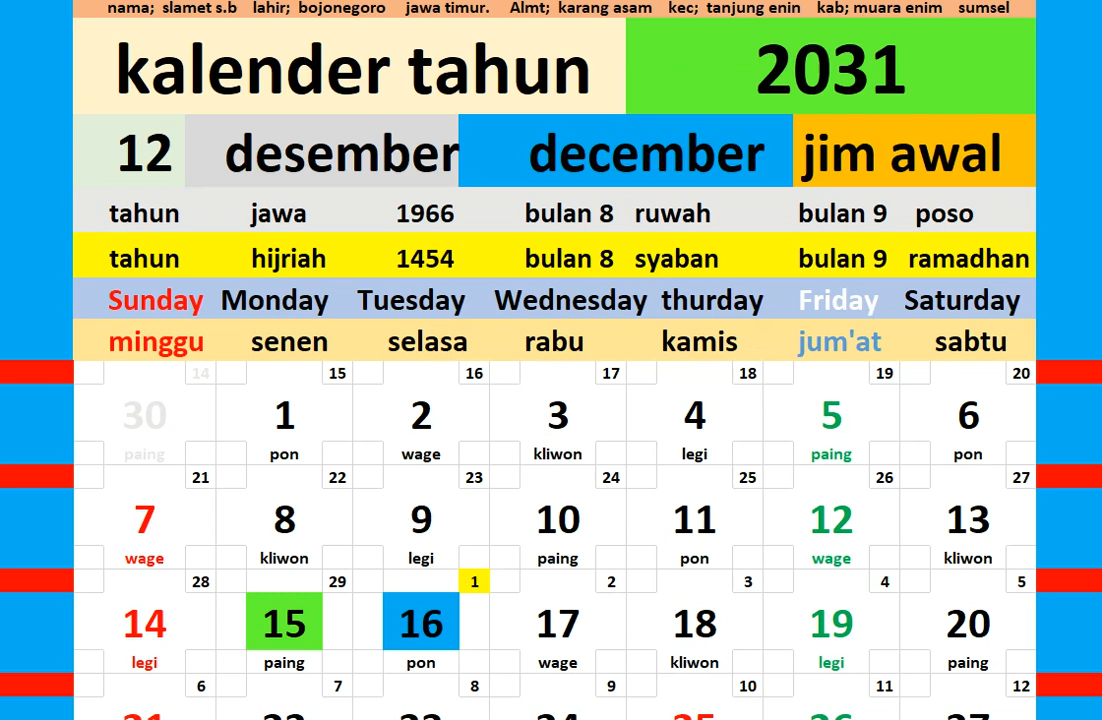 nama; slamet s.b lahir; bojonegoro jawa timur. Almt; karang asam kec; tanjung enin kab; muara enim sumsel
kalender tahun 2031
12 desember december jim awal
tahun jawa 1966 bulan 8 ruwah bulan 9 poso
tahun hijriah 1454 bulan 8 syaban bulan 9 ramadhan
Sunday Monday Tuesday Wednesday thurday Friday Saturday
minggu senen selasa rabu kamis jum'at sabtu
14 15 16 17 18 19 20
30 1 2 3 4 5 6
paing pon wage kliwon legi paing pon
21 22 23 24 25 26 27
7 8 9 10 11 12 13
wage kliwon legi paing pon wage kliwon
28 29 1 2 3 4 5
14 15 16 17 18 19 20
legi paing pon wage kliwon legi paing
6 7 8 9 10 11 12